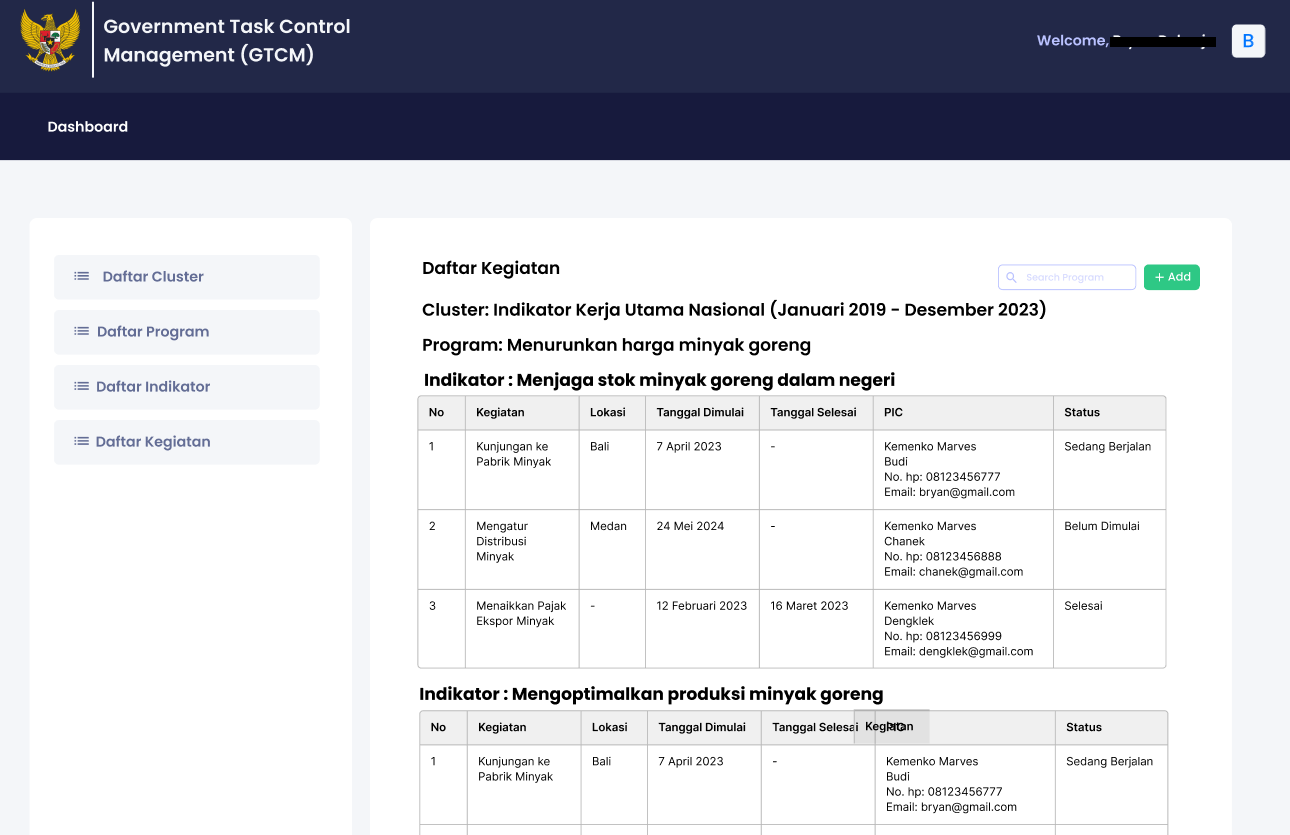 Government Task Control
Management (GTCM)
Welcome,
B
Dashboard
Daftar Cluster
Daftar Program
Daftar Indikator
Daftar Kegiatan
Daftar Kegiatan
Search Program
+ Add
Cluster: Indikator Kerja Utama Nasional (Januari 2019 - Desember 2023)
Program: Menurunkan harga minyak goreng
Indikator : Menjaga stok minyak goreng dalam negeri
No Kegiatan Lokasi Tanggal Dimulai Tanggal Selesai PIC Status
1 Kunjungan ke Bali 7 April 2023 - Kemenko Marves Sedang Berjalan
Pabrik Minyak Budi
No. hp: 08123456777
Email: bryan@gmail.com
2 Mengatur Medan 24 Mei 2024 - Kemenko Marves Belum Dimulai
Distribusi Chanek
Minyak No. hp: 08123456888
Email: chanek@gmail.com
3 Menaikkan Pajak - 12 Februari 2023 16 Maret 2023 Kemenko Marves Selesai
Ekspor Minyak Dengklek
No. hp: 08123456999
Email: dengklek@gmail.com
Indikator : Mengoptimalkan produksi minyak goreng
No Kegiatan Lokasi Tanggal Dimulai Tanggal Selesai Kegiatan PIC Status
1 Kunjungan ke Bali 7 April 2023 - Kemenko Marves Sedang Berjalan
Pabrik Minyak Budi
No. hp: 08123456777
Email: bryan@gmail.com